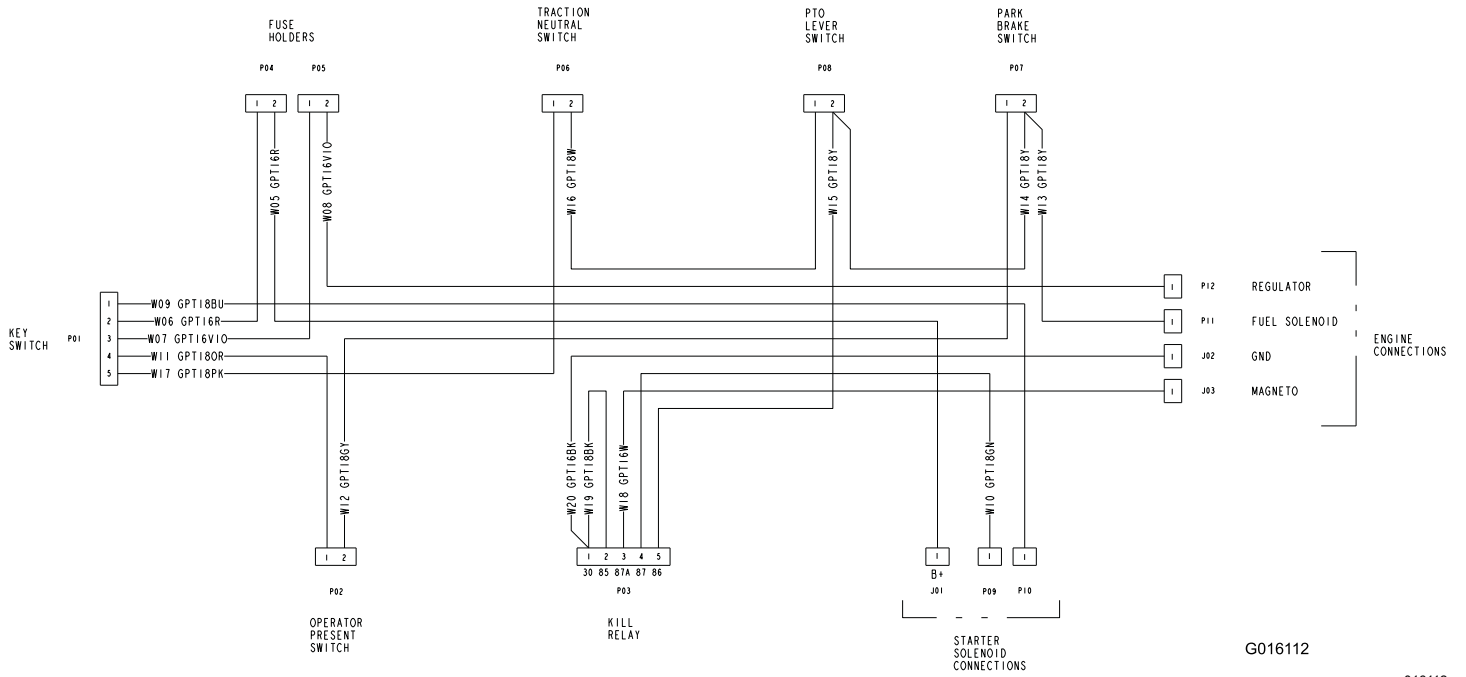 FUSE
HOLDERS
TRACTION
NEUTRAL
SWITCH
PTO
LEVER
SWITCH
PARK
BRAKE
SWITCH
P04
P05
P06
P08
P07
1 2
1 2
1 2
1 2
1 2
W05 GPT16R
W08 GPT16VIO
W16 GPT18W
W15 GPT18Y
W14 GPT18Y
W13 GPT18Y
KEY
SWITCH
P01
1
2
3
4
5
W09 GPT18BU
W06 GPT16R
W07 GPT16VIO
W11 GPT18OR
W17 GPT18PK
1 P12 REGULATOR
1 P11 FUEL SOLENOID
1 J02 GND
1 J03 MAGNETO
ENGINE
CONNECTIONS
W12 GPT18GY
W20 GPT16BK
W19 GPT18BK
W18 GPT16W
W10 GPT18GN
1 2
P02
OPERATOR
PRESENT
SWITCH
1 2 3 4 5
30 85 87A 87 86
P03
KILL
RELAY
1
1
1
B+
J01
P09
P10
STARTER
SOLENOID
CONNECTIONS
G016112